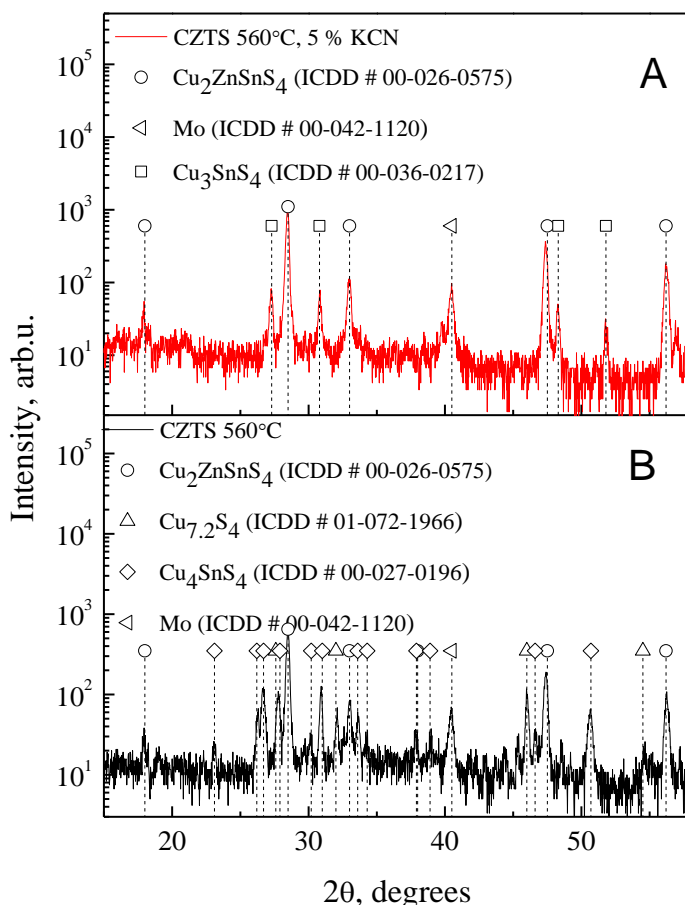 CZTS 560°C, 5 % KCN
A
Cu2ZnSnS4 (ICDD # 00-026-0575)
Mo (ICDD # 00-042-1120)
Cu3SnS4 (ICDD # 00-036-0217)
10^5
10^4
10^3
10^2
10^1
CZTS 560°C
B
Cu2ZnSnS4 (ICDD # 00-026-0575)
Cu7.2S4 (ICDD # 01-072-1966)
Cu4SnS4 (ICDD # 00-027-0196)
Mo (ICDD # 00-042-1120)
10^5
10^4
10^3
10^2
10^1
Intensity, arb.u.
20 30 40 50
2θ, degrees